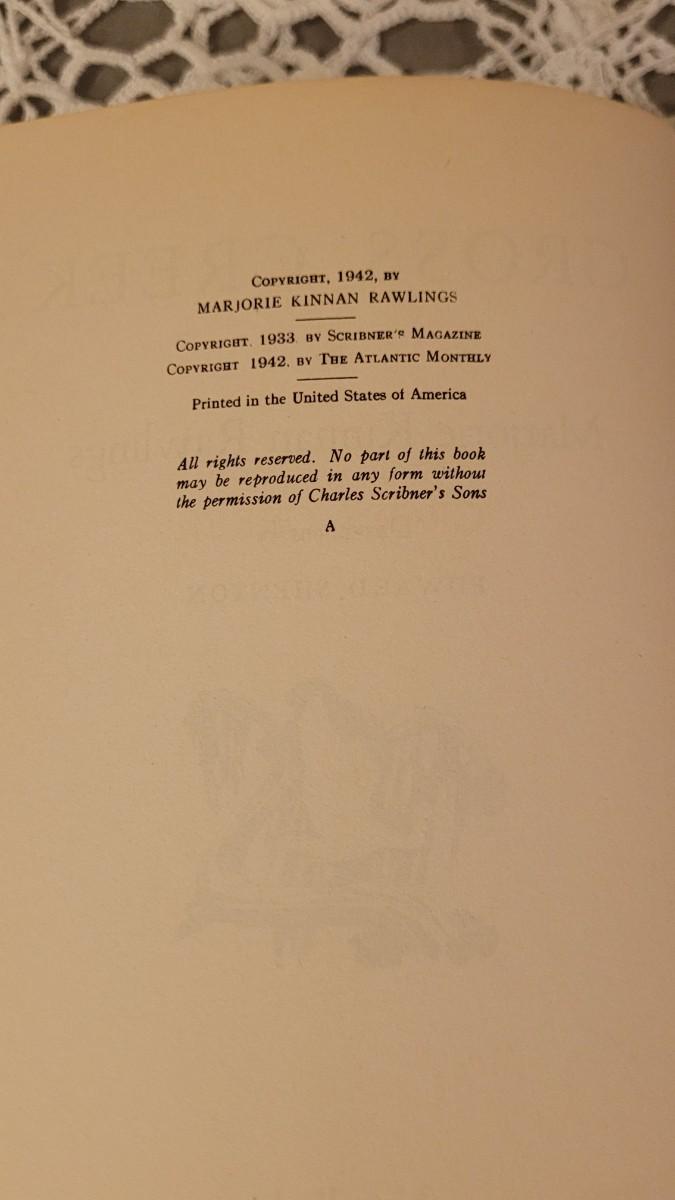 COPYRIGHT, 1942, BY
MARJORIE KINNAN RAWLINGS
COPYRIGHT, 1933 BY SCRIBNER'S MAGAZINE
COPYRIGHT 1942, BY THE ATLANTIC MONTHLY
Printed in the United States of America
All rights reserved. No part of this book
may be reproduced in any form without
the permission of Charles Scribner's Sons
A